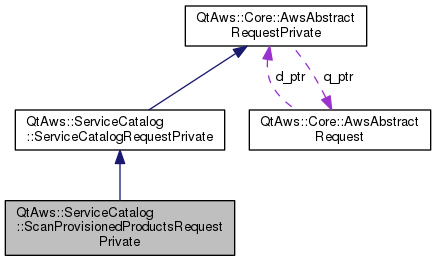 QtAws::Core::AwsAbstract
RequestPrivate
d_ptr
q_ptr
QtAws::ServiceCatalog
::ServiceCatalogRequestPrivate
QtAws::Core::AwsAbstract
Request
QtAws::ServiceCatalog
::ScanProvisionedProductsRequest
Private